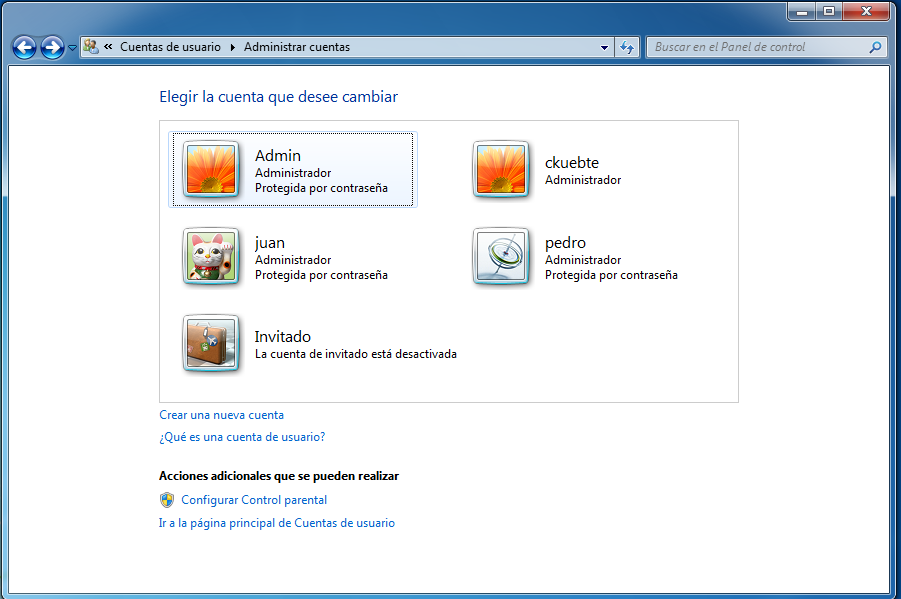 « Cuentas de usuario Administrar cuentas
Buscar en el Panel de control
Elegir la cuenta que desee cambiar
Admin
Administrador
Protegida por contraseña
ckuebte
Administrador
juan
Administrador
Protegida por contraseña
pedro
Administrador
Protegida por contraseña
Invitado
La cuenta de invitado está desactivada
Crear una nueva cuenta
¿Qué es una cuenta de usuario?
Acciones adicionales que se pueden realizar
Configurar Control parental
Ir a la página principal de Cuentas de usuario